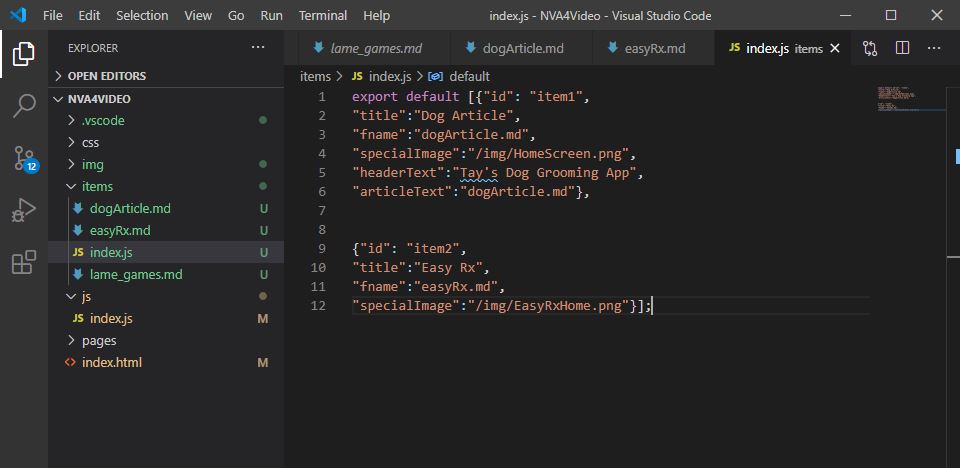 File Edit Selection View Go Run Terminal Help index.js - NVA4Video - Visual Studio Code
EXPLORER
OPEN EDITORS
NVA4VIDEO
.vscode
css
img
items
dogArticle.md U
easyRx.md U
JS index.js U
lame_games.md U
js
JS index.js M
pages
<> index.html M
12
lame_games.md dogArticle.md easyRx.md JS index.js items
items > JS index.js > default
1 export default [{"id": "item1",
2 "title":"Dog Article",
3 "fname":"dogArticle.md",
4 "specialImage":"/img/HomeScreen.png",
5 "headerText":"Tay's Dog Grooming App",
6 "articleText":"dogArticle.md"},
7
8
9 {"id": "item2",
10 "title":"Easy Rx",
11 "fname":"easyRx.md",
12 "specialImage":"/img/EasyRxHome.png"}];